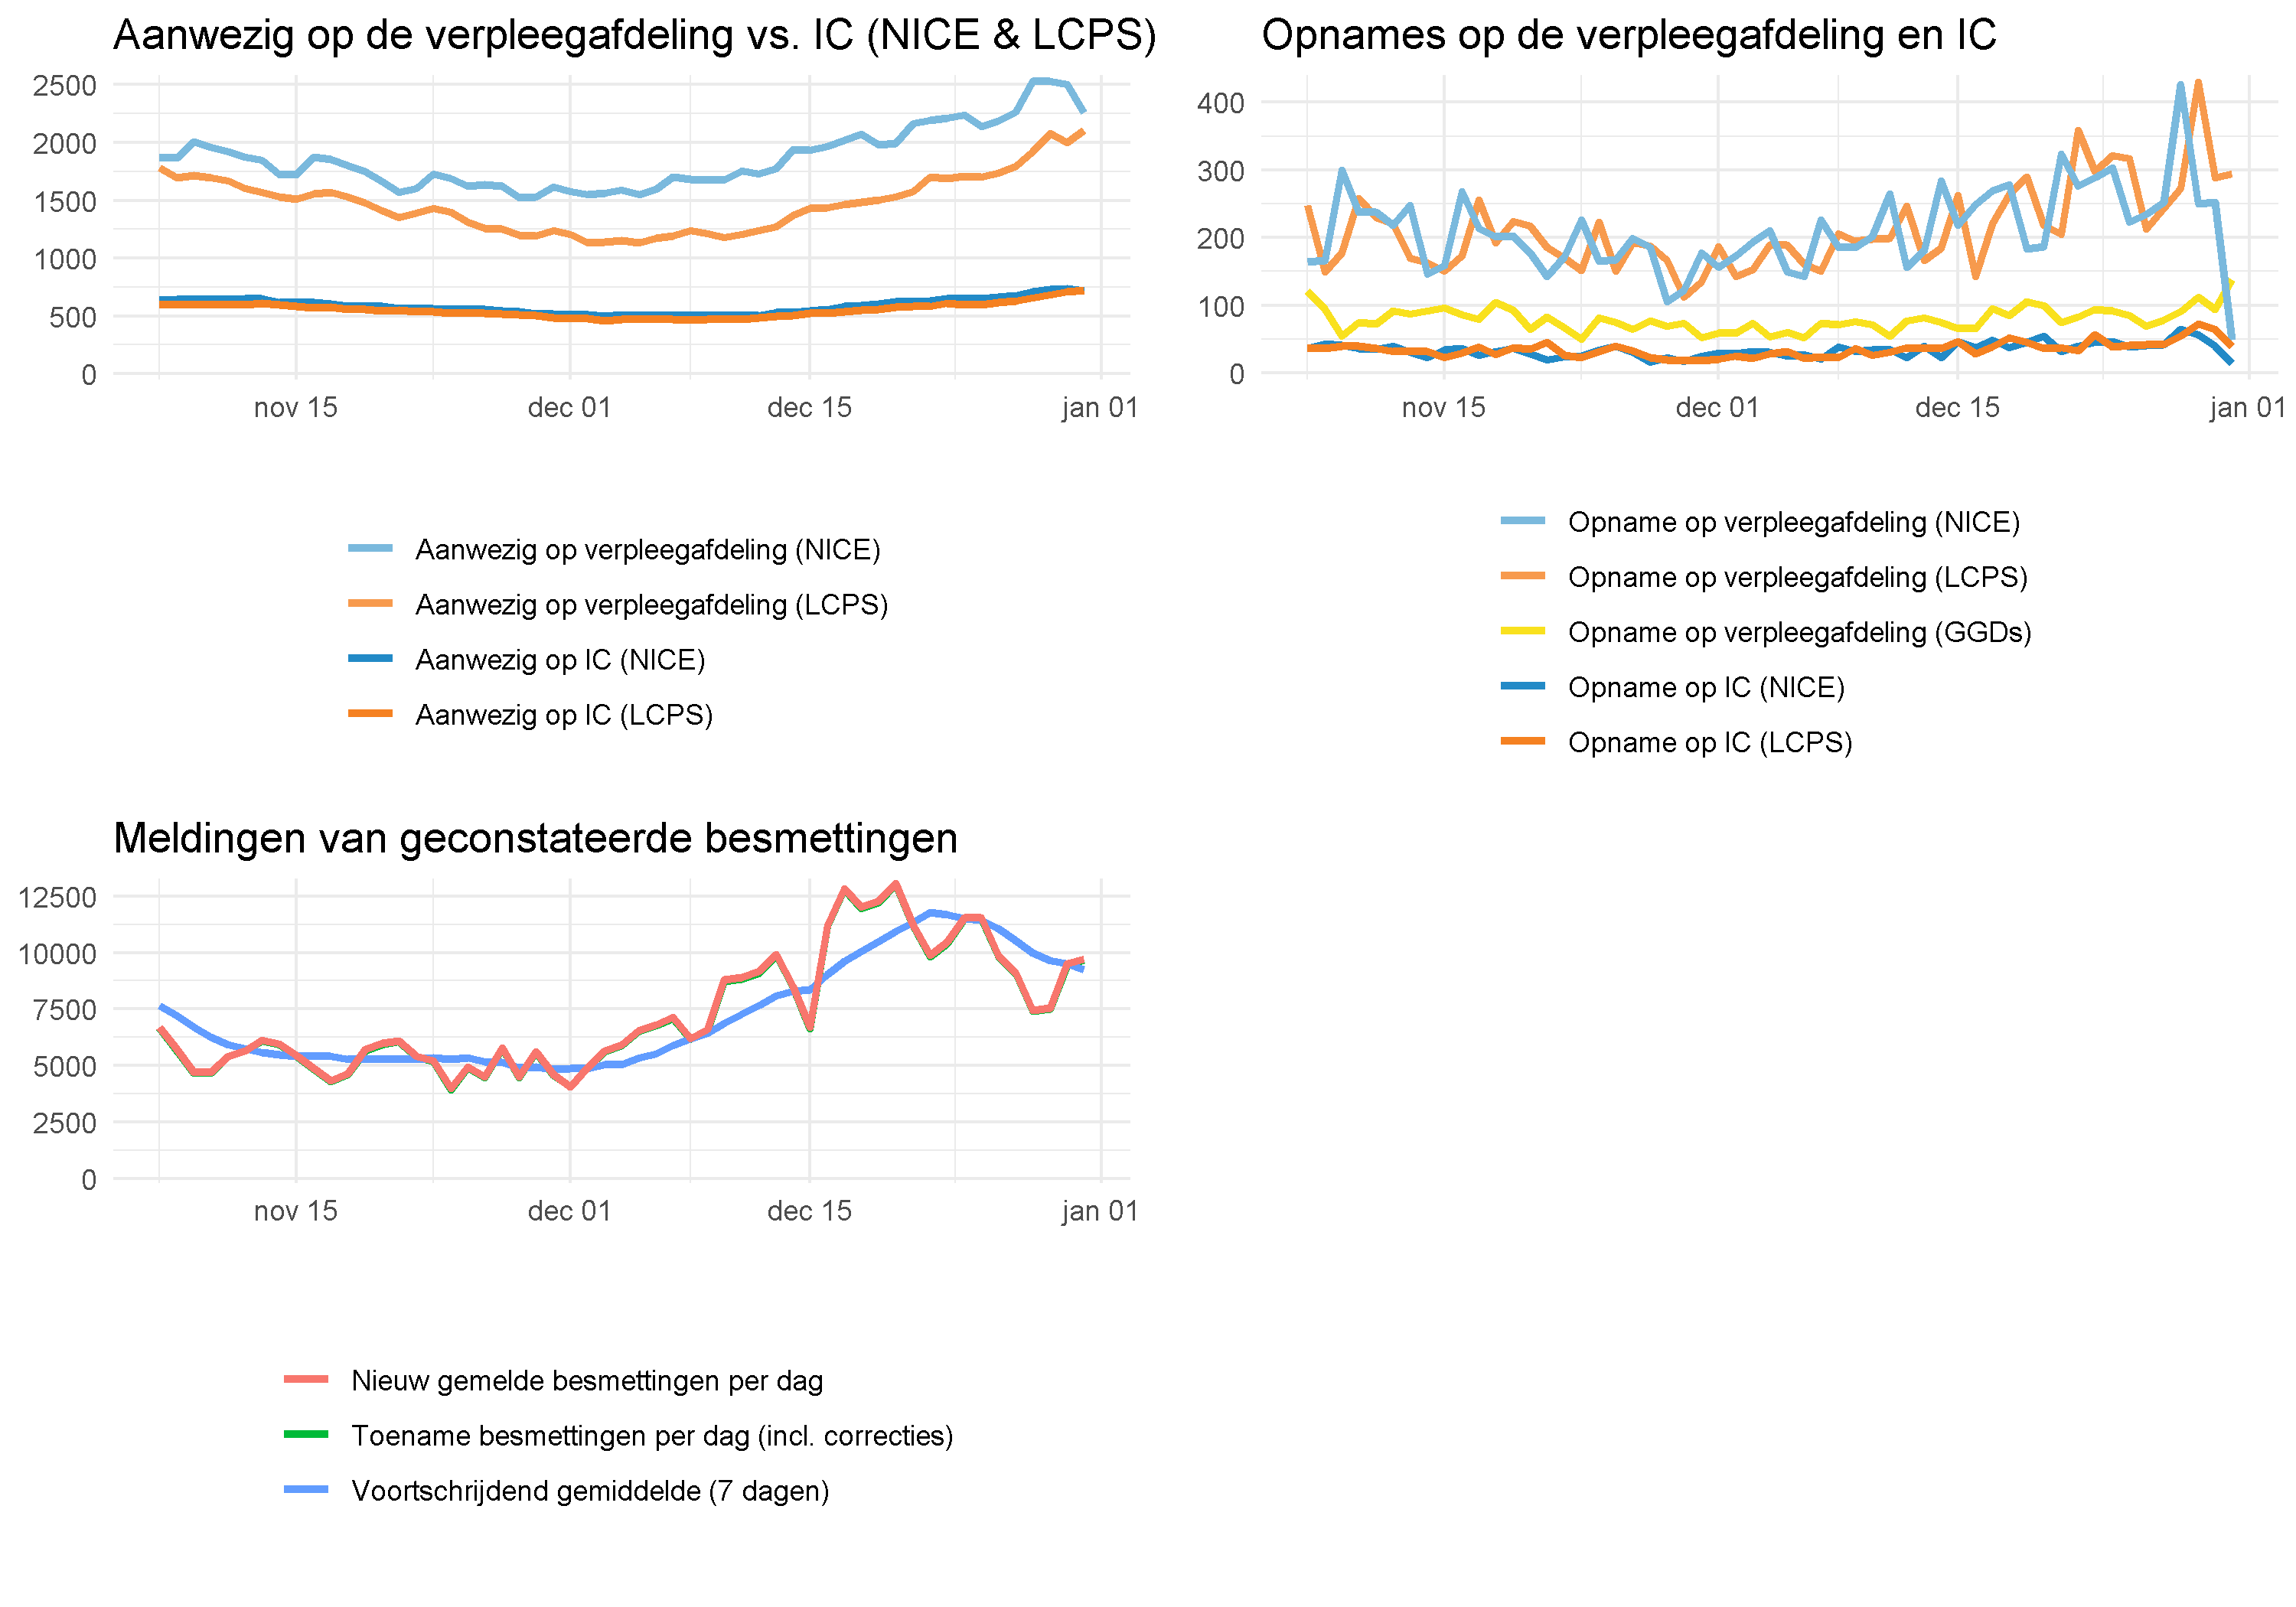 Aanwezig op de verpleegafdeling vs. IC (NICE & LCPS)
2500
2000
1500
1000
500
0
nov 15
dec 01
dec 15
jan 01
Aanwezig op verpleegafdeling (NICE)
Aanwezig op verpleegafdeling (LCPS)
Aanwezig op IC (NICE)
Aanwezig op IC (LCPS)
Opnames op de verpleegafdeling en IC
400
300
200
100
0
nov 15
dec 01
dec 15
jan 01
Opname op verpleegafdeling (NICE)
Opname op verpleegafdeling (LCPS)
Opname op verpleegafdeling (GGDs)
Opname op IC (NICE)
Opname op IC (LCPS)
Meldingen van geconstateerde besmettingen
12500
10000
7500
5000
2500
0
nov 15
dec 01
dec 15
jan 01
Nieuw gemelde besmettingen per dag
Toename besmettingen per dag (incl. correcties)
Voortschrijdend gemiddelde (7 dagen)